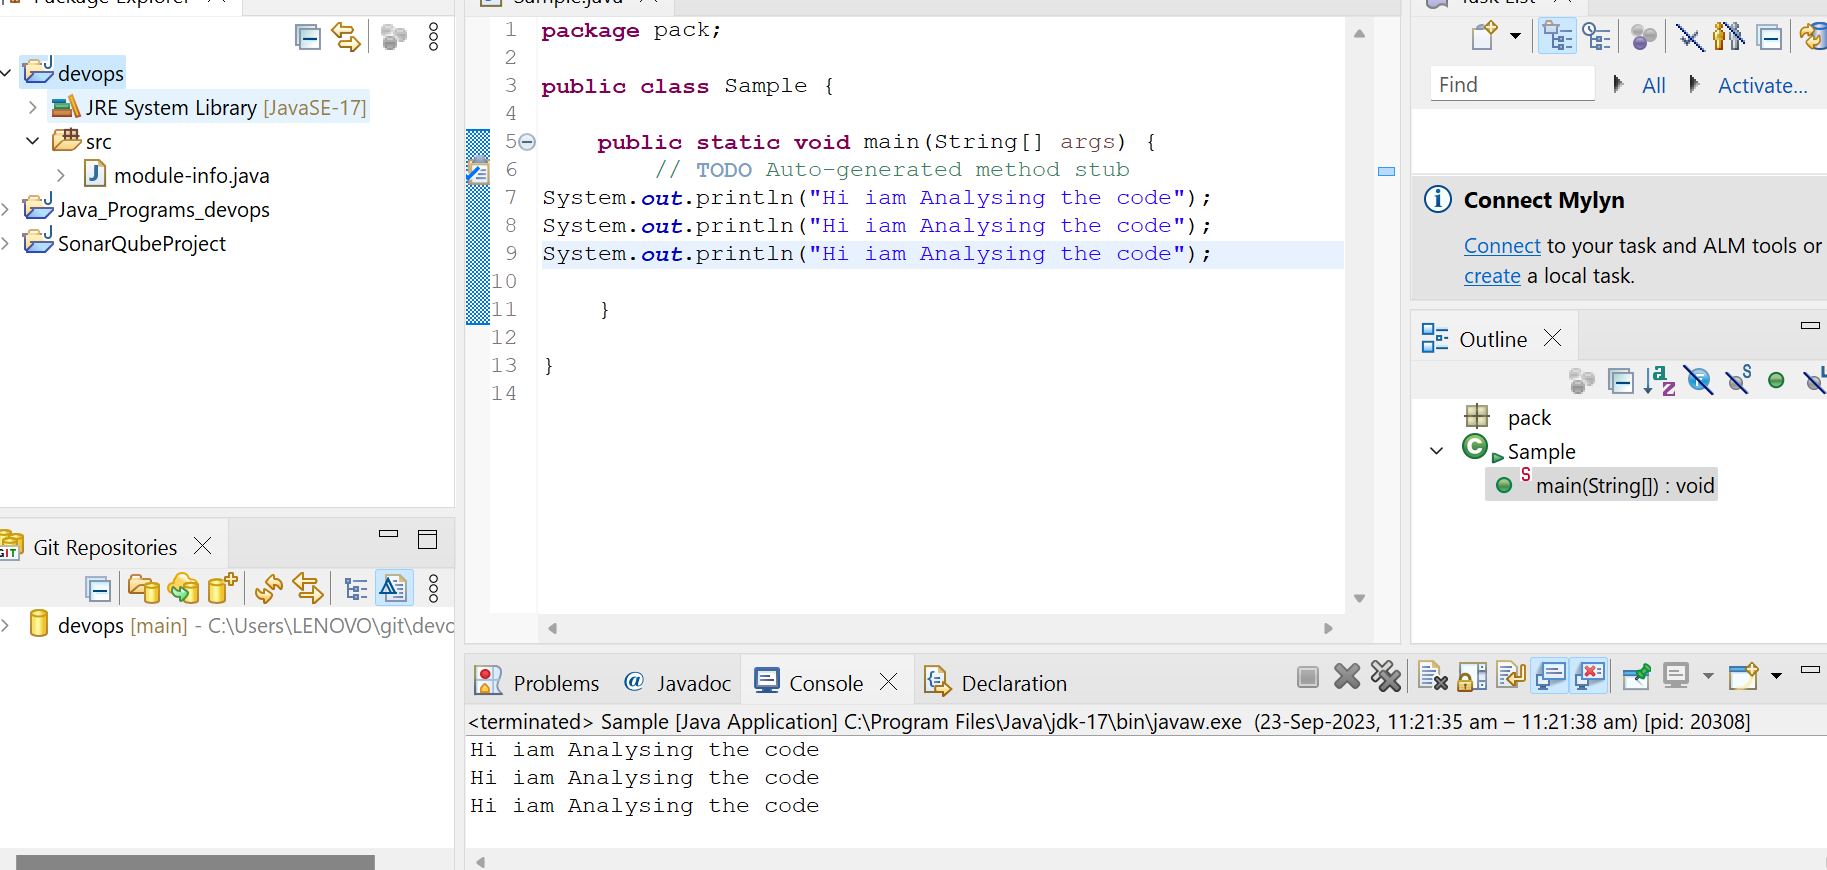 Package Explorer
devops
JRE System Library [JavaSE-17]
src
module-info.java
Java_Programs_devops
SonarQubeProject
Git Repositories
devops [main] - C:\Users\LENOVO\git\devo
Sample.java
1 package pack;
2
3 public class Sample {
4
5 public static void main(String[] args) {
6 // TODO Auto-generated method stub
7 System.out.println("Hi iam Analysing the code");
8 System.out.println("Hi iam Analysing the code");
9 System.out.println("Hi iam Analysing the code");
10
11 }
12
13 }
14
Problems @ Javadoc Console Declaration
<terminated> Sample [Java Application] C:\Program Files\Java\jdk-17\bin\javaw.exe (23-Sep-2023, 11:21:35 am – 11:21:38 am) [pid: 20308]
Hi iam Analysing the code
Hi iam Analysing the code
Hi iam Analysing the code
Task List
Find All Activate...
Connect Mylyn
Connect to your task and ALM tools or
create a local task.
Outline
pack
Sample
main(String[]) : void